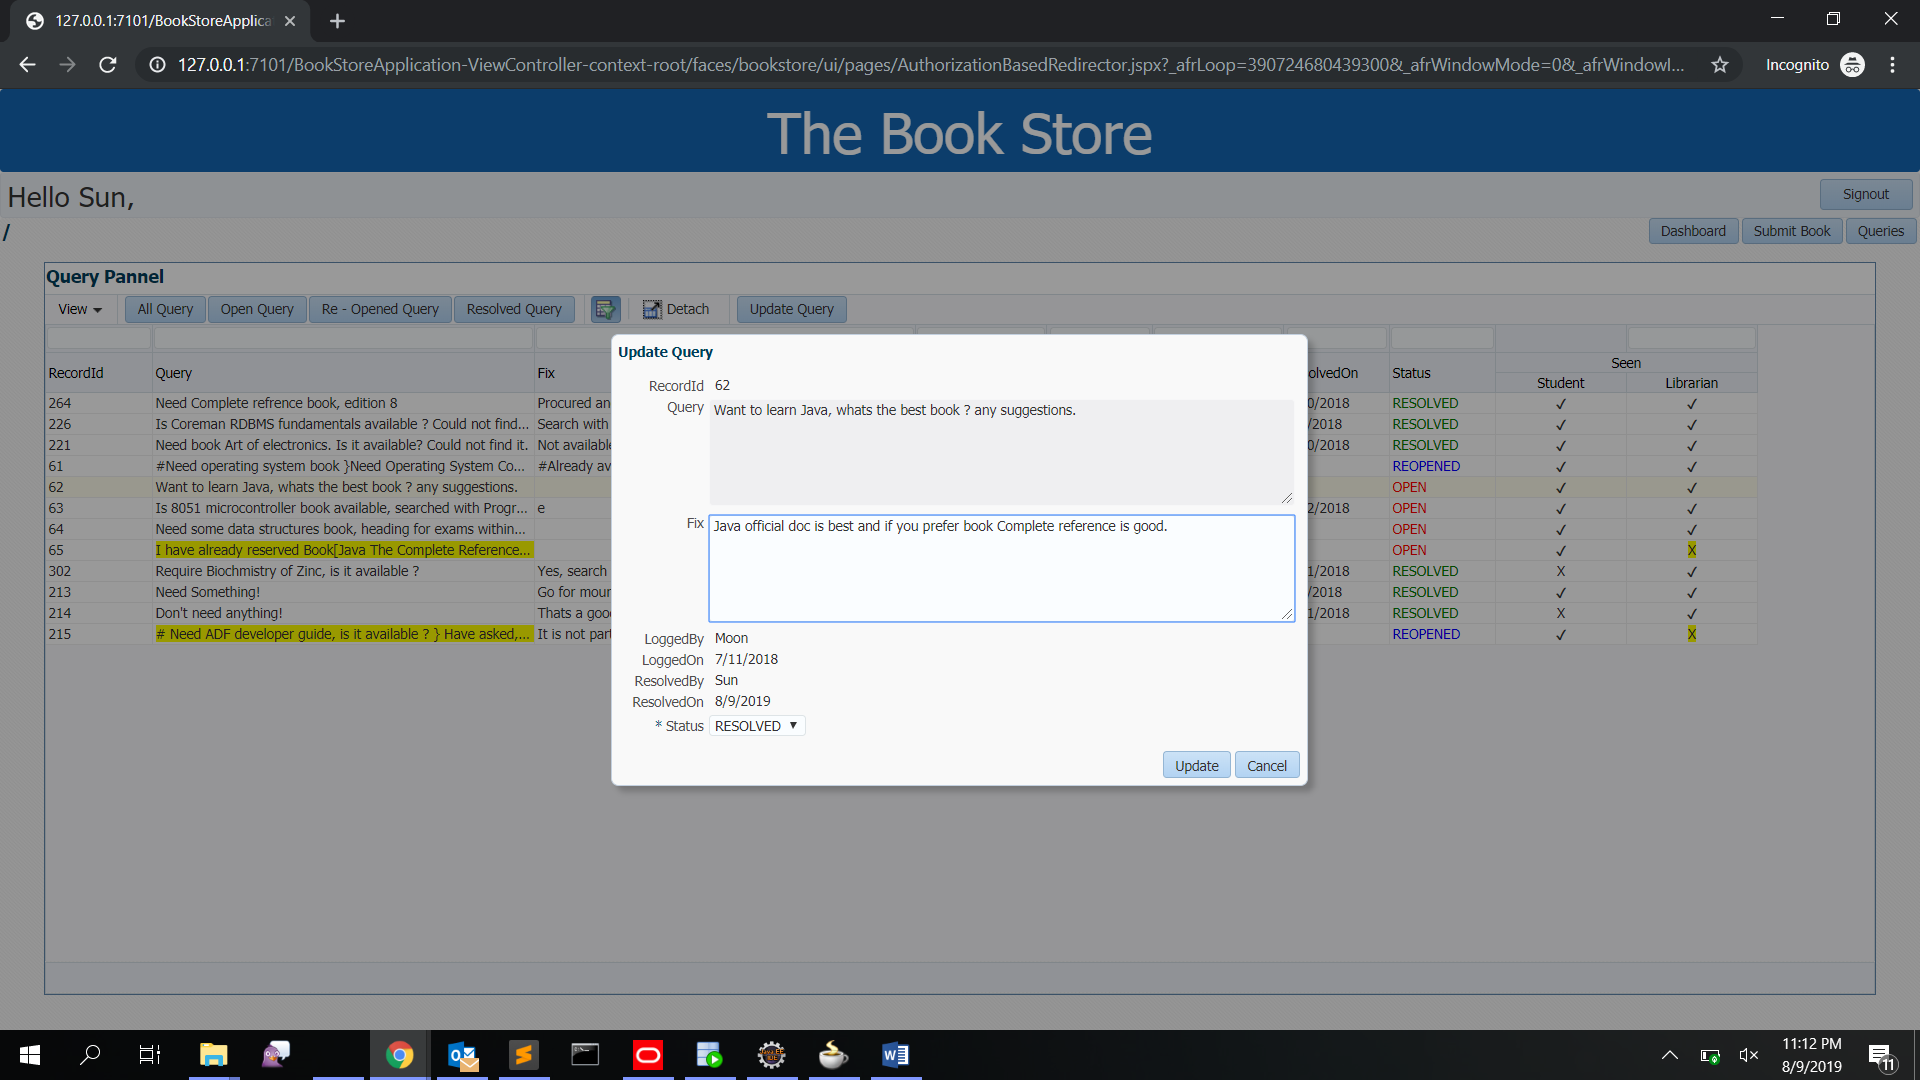 127.0.0.1:7101/BookStoreApplica
127.0.0.1:7101/BookStoreApplication-ViewController-context-root/faces/bookstore/ui/pages/AuthorizationBasedRedirector.jspx?_afrLoop=390724680439300&_afrWindowMode=0&_afrWindowI...
Incognito
The Book Store
Hello Sun,
Signout
/
Dashboard Submit Book Queries
Query Pannel
View All Query Open Query Re - Opened Query Resolved Query Detach Update Query
RecordId Query Fix olvedOn Status Seen
Student Librarian
264 Need Complete refrence book, edition 8 Procured an 0/2018 RESOLVED ✓ ✓
226 Is Coreman RDBMS fundamentals available ? Could not find... Search with /2018 RESOLVED ✓ ✓
221 Need book Art of electronics. Is it available? Could not find it. Not available 0/2018 RESOLVED ✓ ✓
61 #Need operating system book }Need Operating System Co... #Already av REOPENED ✓ ✓
62 Want to learn Java, whats the best book ? any suggestions. OPEN ✓ ✓
63 Is 8051 microcontroller book available, searched with Progr... e 2/2018 OPEN ✓ ✓
64 Need some data structures book, heading for exams within... OPEN ✓ ✓
65 I have already reserved Book[Java The Complete Reference... OPEN ✓ X
302 Require Biochmistry of Zinc, is it available ? Yes, search 1/2018 RESOLVED X ✓
213 Need Something! Go for mour /2018 RESOLVED ✓ ✓
214 Don't need anything! Thats a goo 1/2018 RESOLVED X ✓
215 # Need ADF developer guide, is it available ? } Have asked,... It is not part REOPENED ✓ X
Update Query
RecordId 62
Query Want to learn Java, whats the best book ? any suggestions.
Fix Java official doc is best and if you prefer book Complete reference is good.
LoggedBy Moon
LoggedOn 7/11/2018
ResolvedBy Sun
ResolvedOn 8/9/2019
* Status RESOLVED
Update Cancel
11:12 PM
8/9/2019
11